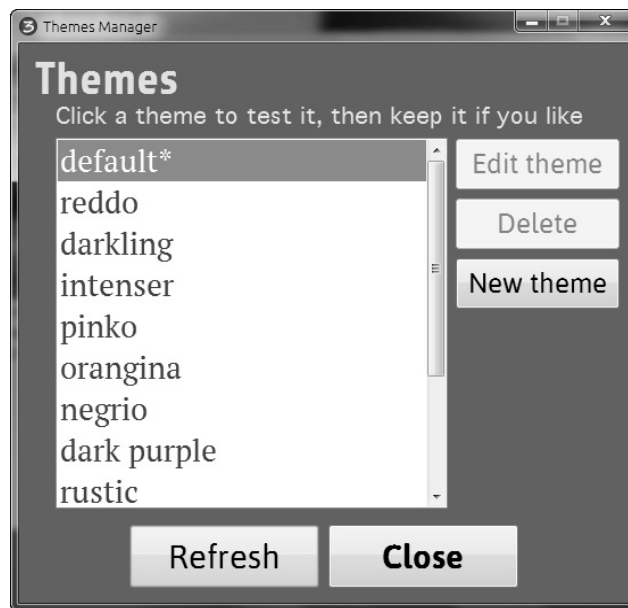 3 Themes Manager
Themes
Click a theme to test it, then keep it if you like
default*
reddo
darkling
intenser
pinko
orangina
negrio
dark purple
rustic
Edit theme
Delete
New theme
Refresh
Close